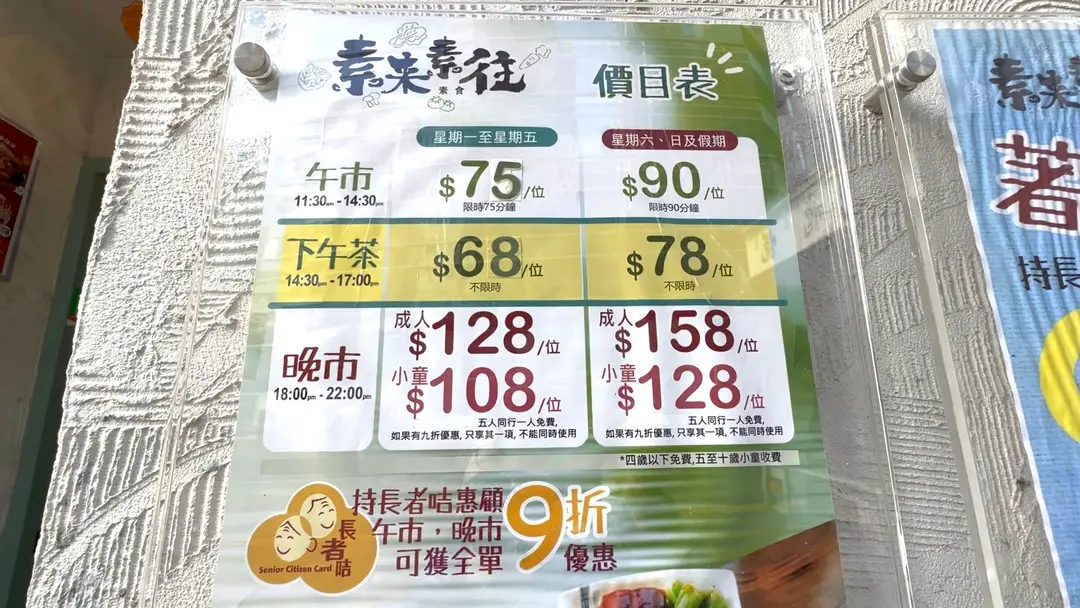 素來素往
素食
價目表
星期一至星期五
星期六、日及假期
午市
11:30am - 14:30pm
$75/位
限時75分鐘
$90/位
限時90分鐘
下午茶
14:30pm - 17:00pm
$68/位
不限時
$78/位
不限時
晚市
18:00pm - 22:00pm
成人
$128/位
小童
$108/位
五人同行一人免費,
如果有九折優惠, 只享其一項, 不能同時使用
成人
$158/位
小童
$128/位
五人同行一人免費,
如果有九折優惠, 只享其一項, 不能同時使用
*四歲以下免費,五至十歲小童收費
長者咭
Senior Citizen Card
持長者咭惠顧
午市，晚市
可獲全單
9折
優惠
素來
著
持長